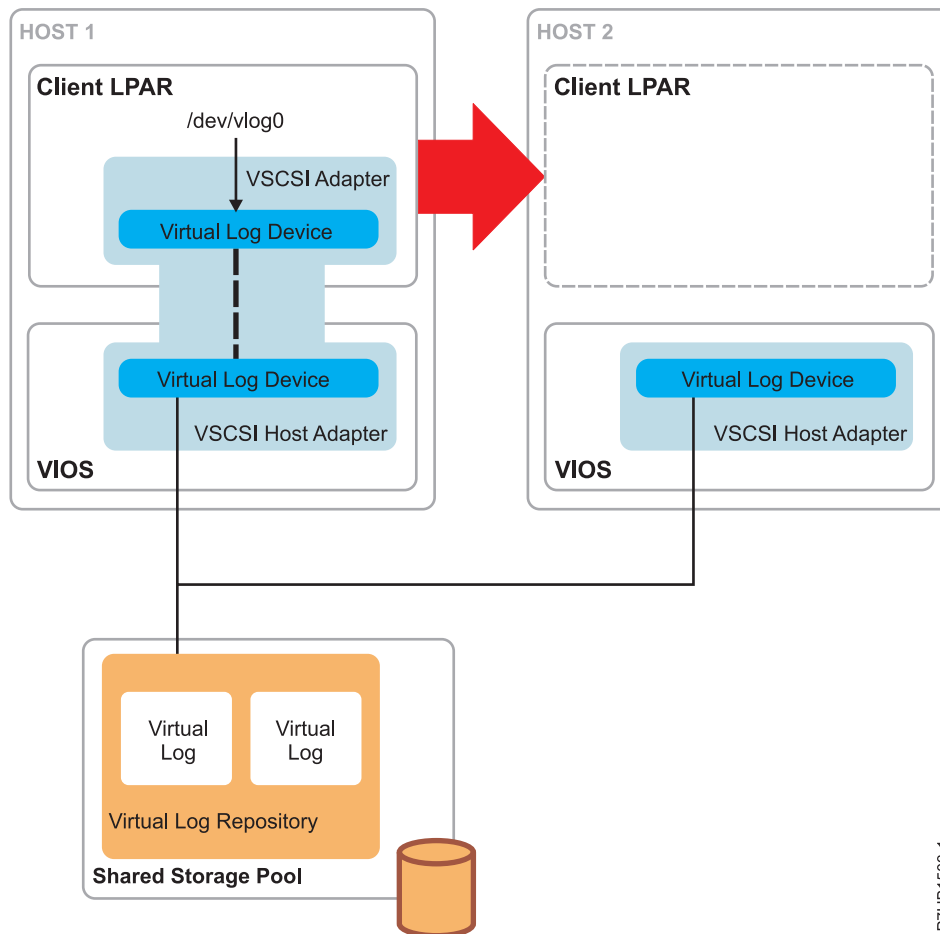 HOST 1
Client LPAR
/dev/vlog0
VSCSI Adapter
Virtual Log Device
Virtual Log Device
VSCSI Host Adapter
VIOS
HOST 2
Client LPAR
Virtual Log Device
VSCSI Host Adapter
VIOS
Virtual
Log
Virtual
Log
Virtual Log Repository
Shared Storage Pool